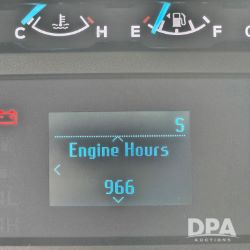 C H E F C
S
Engine Hours
966
DPA
AUCTIONS